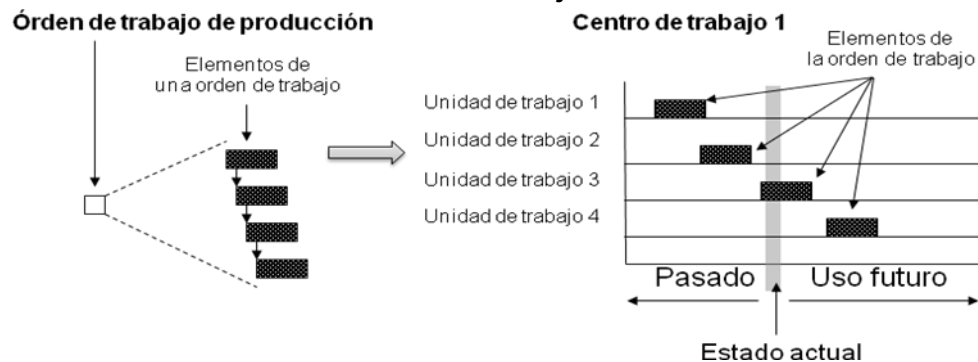 Órden de trabajo de producción
Elementos de
una orden de trabajo
Centro de trabajo 1
Elementos de
la orden de trabajo
Unidad de trabajo 1
Unidad de trabajo 2
Unidad de trabajo 3
Unidad de trabajo 4
Pasado
Uso futuro
Estado actual